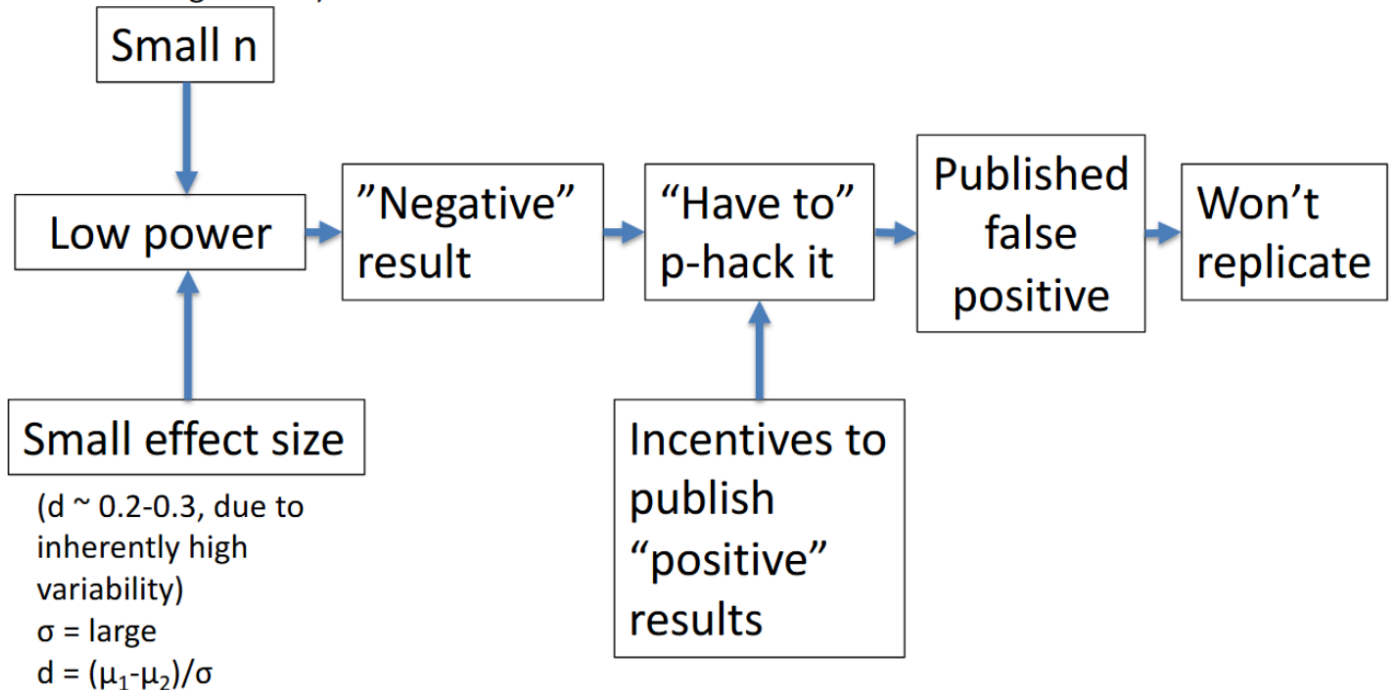 Small n
Low power
”Negative”
result
“Have to”
p-hack it
Published
false
positive
Won’t
replicate
Small effect size
(d ~ 0.2-0.3, due to
inherently high
variability)
σ = large
d = (µ₁-µ₂)/σ
Incentives to
publish
“positive”
results